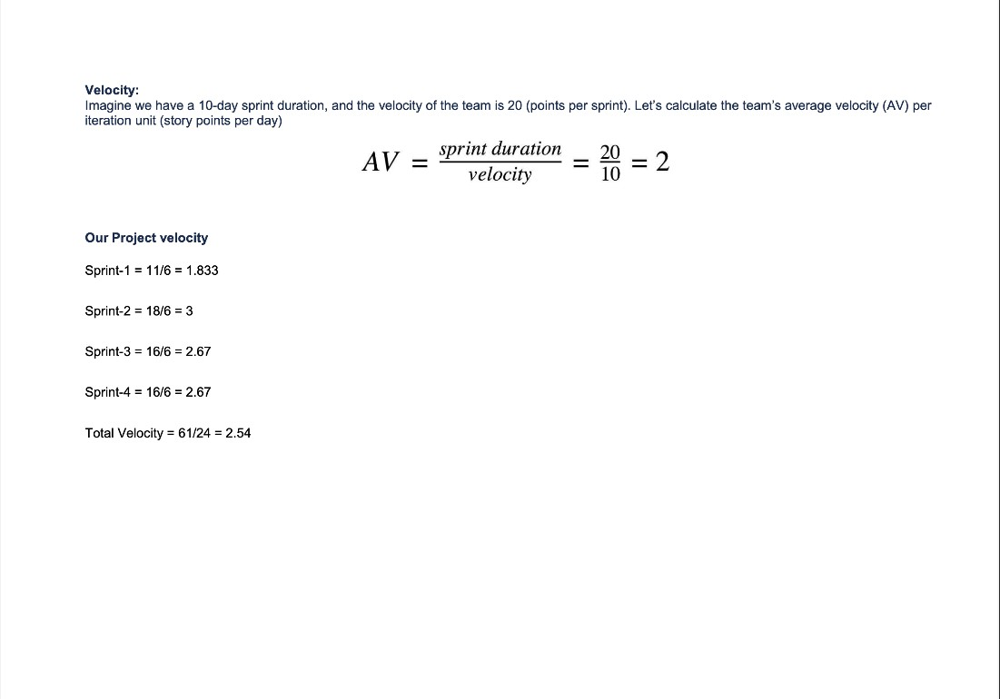 Velocity:
Imagine we have a 10-day sprint duration, and the velocity of the team is 20 (points per sprint). Let's calculate the team's average velocity (AV) per
iteration unit (story points per day)
AV = sprint duration / velocity = 20/10 = 2
Our Project velocity
Sprint-1 = 11/6 = 1.833
Sprint-2 = 18/6 = 3
Sprint-3 = 16/6 = 2.67
Sprint-4 = 16/6 = 2.67
Total Velocity = 61/24 = 2.54